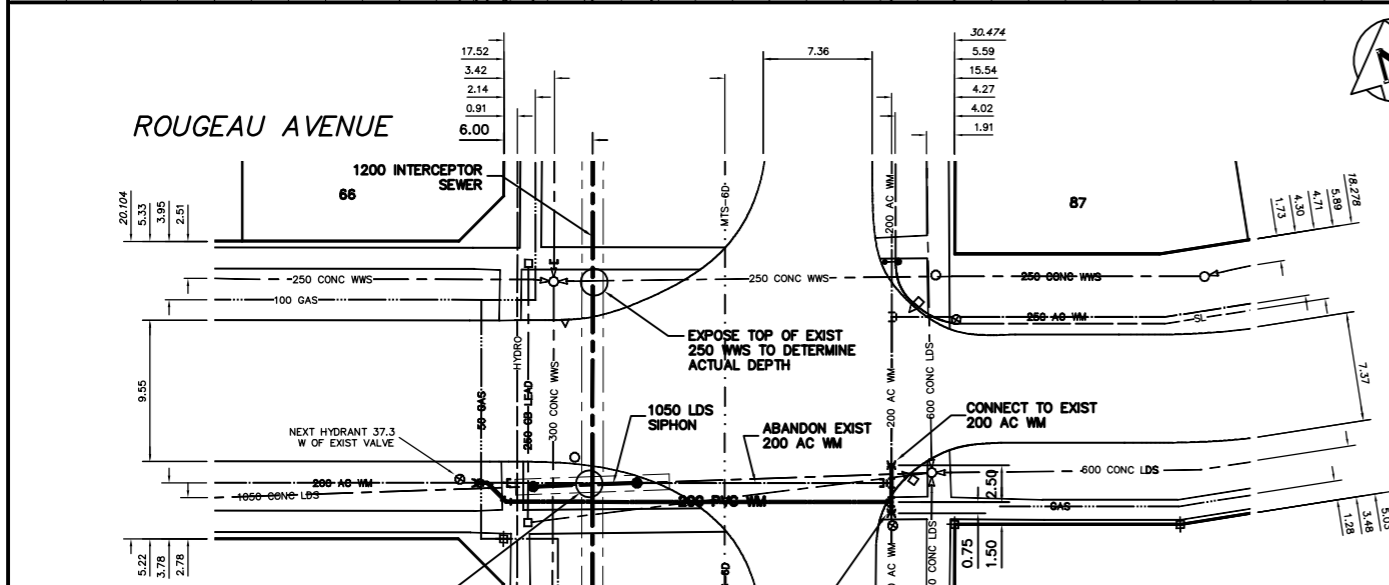 17.52
3.42
2.14
0.91
6.00
7.36
30.474
5.59
15.54
4.27
4.02
1.91
N
ROUGEAU AVENUE
1200 INTERCEPTOR
SEWER
66
87
MTS-6D
200 AC WM
20.104
5.33
3.95
2.51
1.73
4.30
4.71
5.89
18.278
250 CONC WWS
250 CONC WWS
250 CONC WWS
100 GAS
250 AC WM
EXPOSE TOP OF EXIST
250 WWS TO DETERMINE
ACTUAL DEPTH
HYDRO
50 GAS
250 CB LEAD
300 CONC WWS
200 AC WM
600 CONC LDS
9.55
7.37
1050 LDS
SIPHON
ABANDON EXIST
200 AC WM
CONNECT TO EXIST
200 AC WM
NEXT HYDRANT 37.3
W OF EXIST VALVE
200 AC WM
1050 CONC LDS
200 PVC WM
600 CONC LDS
2.50
GAS
5.22
3.78
2.78
0.75
1.50
1.28
3.48
5.03
-6D
AC WM
CONC LDS